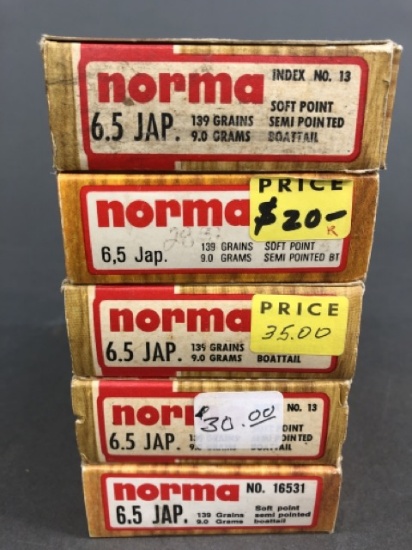 norma INDEX NO. 13
SOFT POINT
6.5 JAP. 139 GRAINS SEMI POINTED
9.0 GRAMS BOATTAIL
PRICE
norma $20-
6,5 Jap. 139 GRAINS SOFT POINT
9.0 GRAMS SEMI POINTED BT
norma PRICE
35.00
6.5 JAP. 139 GRAINS
9.0 GRAMS BOATTAIL
norma NO. 13
30.00
6.5 JAP.
POINTED
BOATTAIL
norma NO. 16531
Soft point
6.5 JAP. 139 Grains semi pointed
9.0 Grams boattail